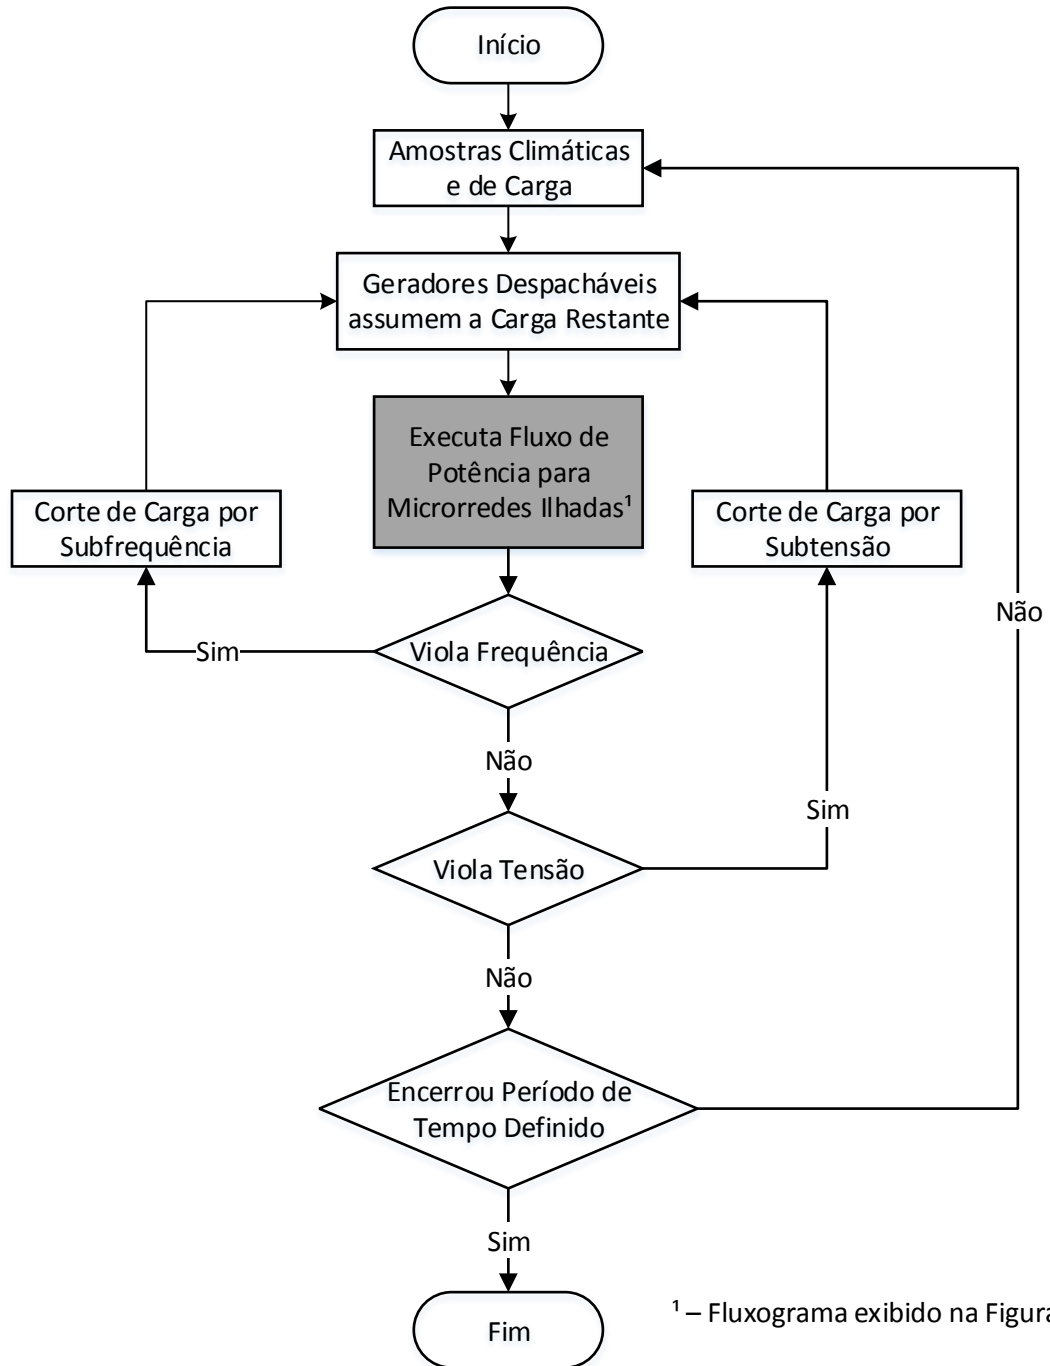 Início
Amostras Climáticas
e de Carga
Geradores Despacháveis
assumem a Carga Restante
Executa Fluxo de
Potência para
Microrredes Ilhadas¹
Corte de Carga por
Subfrequência
Corte de Carga por
Subtensão
Não
Viola Frequência
Sim
Não
Sim
Viola Tensão
Não
Encerrou Período de
Tempo Definido
Sim
Fim
¹ – Fluxograma exibido na Figura